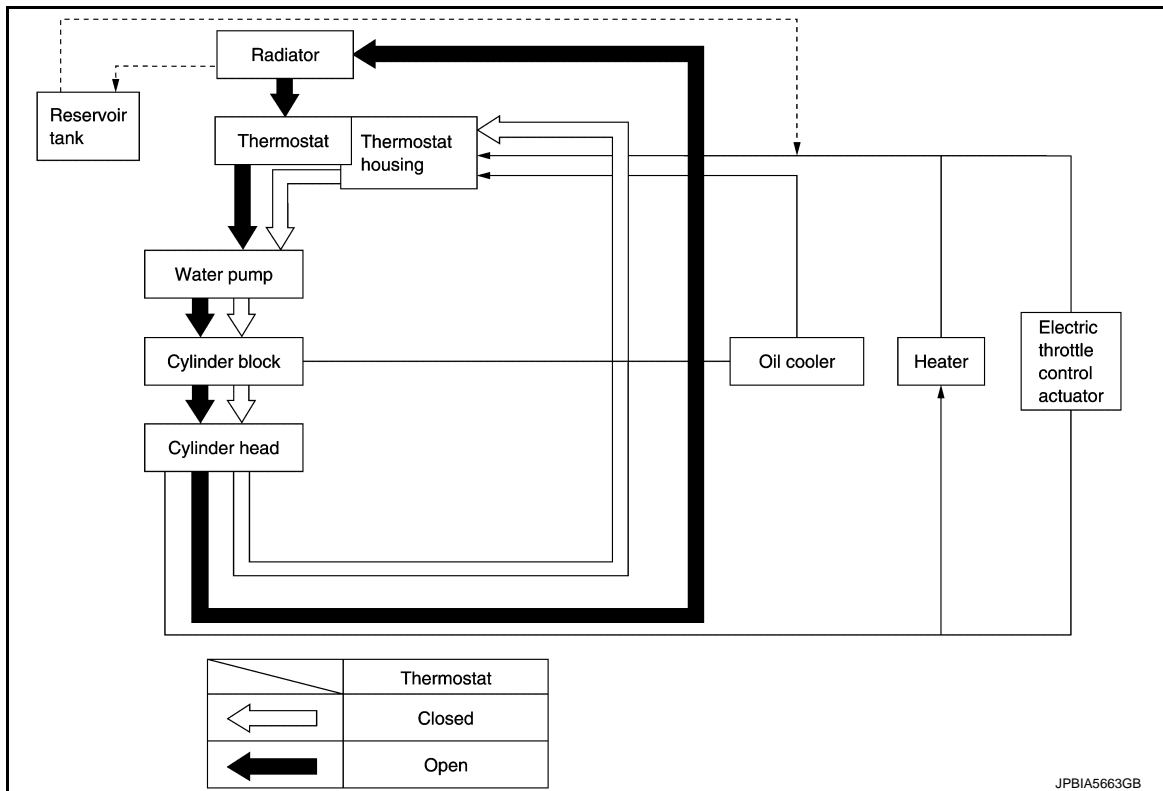 Radiator
Reservoir
tank
Thermostat
Thermostat
housing
Water pump
Cylinder block
Oil cooler
Heater
Electric
throttle
control
actuator
Cylinder head
Thermostat
Closed
Open
JPBIA5663GB